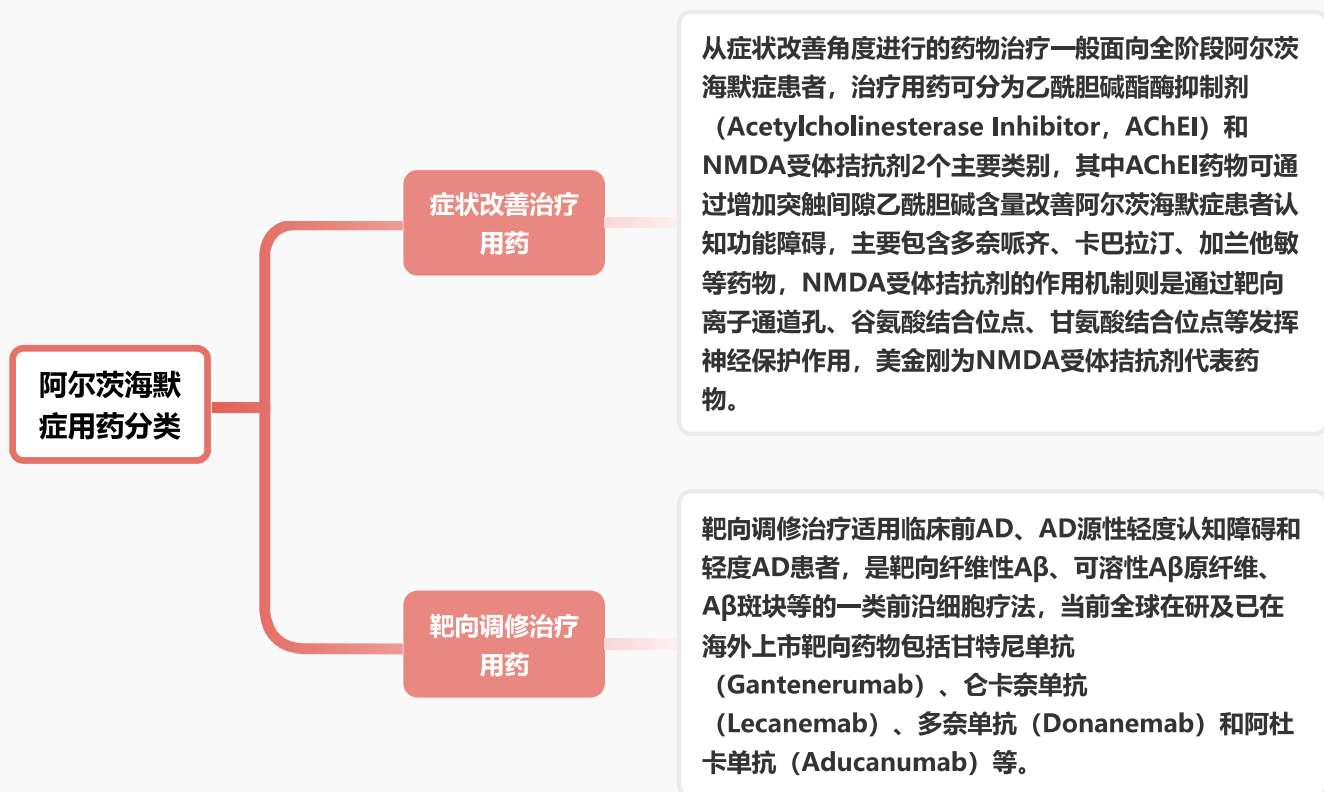 阿尔茨海默
症用药分类
症状改善治疗
用药
从症状改善角度进行的药物治疗一般面向全阶段阿尔茨
海默症患者，治疗用药可分为乙酰胆碱酯酶抑制剂
（Acetylcholinesterase Inhibitor，AChEI）和
NMDA受体拮抗剂2个主要类别，其中AChEI药物可通
过增加突触间隙乙酰胆碱含量改善阿尔茨海默症患者认
知功能障碍，主要包含多奈哌齐、卡巴拉汀、加兰他敏
等药物，NMDA受体拮抗剂的作用机制则是通过靶向
离子通道孔、谷氨酸结合位点、甘氨酸结合位点等发挥
神经保护作用，美金刚为NMDA受体拮抗剂代表药
物。
靶向调修治疗
用药
靶向调修治疗适用临床前AD、AD源性轻度认知障碍和
轻度AD患者，是靶向纤维性Aβ、可溶性Aβ原纤维、
Aβ斑块等的一类前沿细胞疗法，当前全球在研及已在
海外上市靶向药物包括甘特尼单抗
（Gantenerumab）、仑卡奈单抗
（Lecanemab）、多奈单抗（Donanemab）和阿杜
卡单抗（Aducanumab）等。